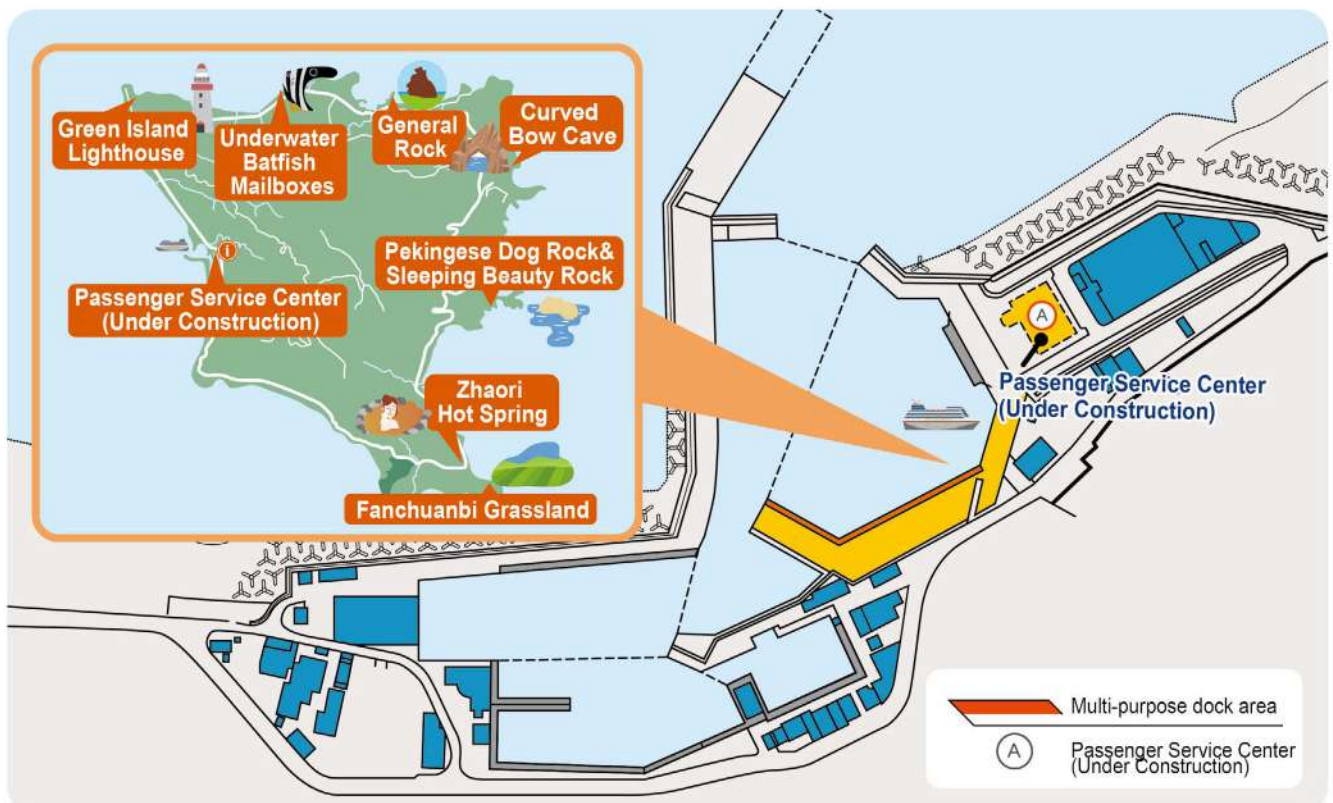 Green Island
Lighthouse
Underwater
Batfish
Mailboxes
General
Rock
Curved
Bow Cave
i
Passenger Service Center
(Under Construction)
Pekingese Dog Rock&
Sleeping Beauty Rock
Zhaori
Hot Spring
Fanchuanbi Grassland
A
Passenger Service Center
(Under Construction)
Multi-purpose dock area
A
Passenger Service Center
(Under Construction)